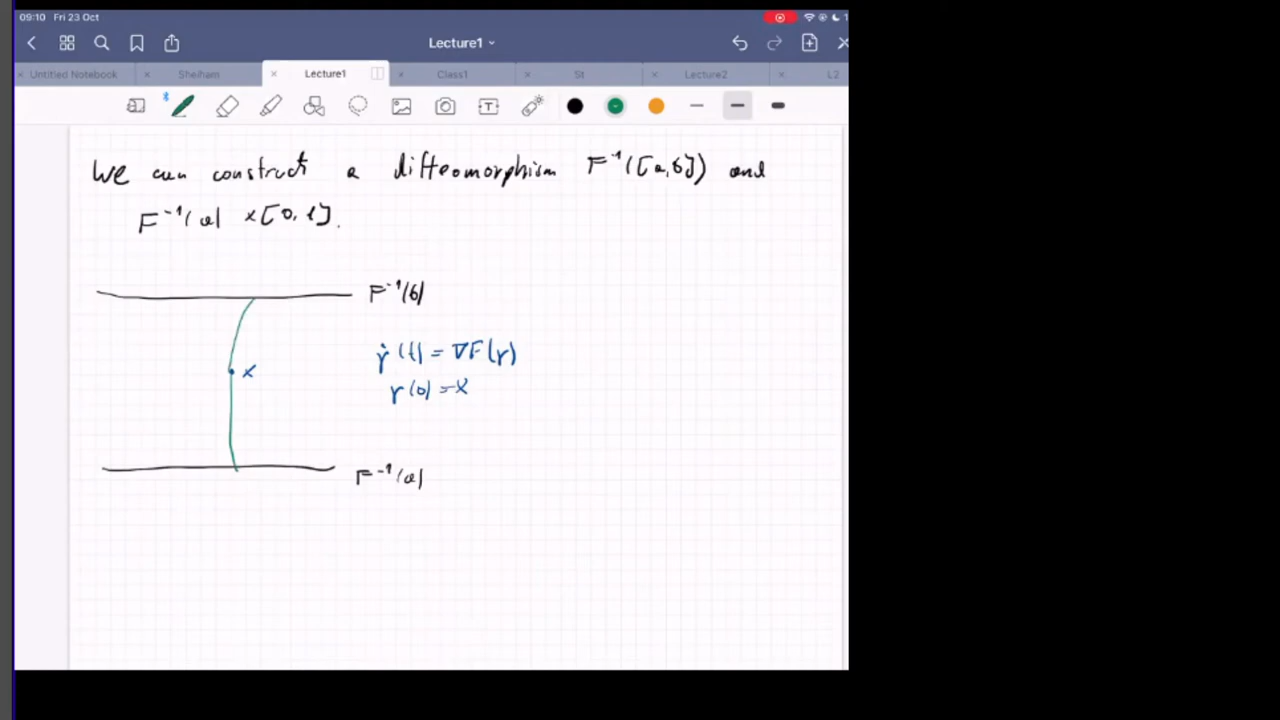 09:10 Fri 23 Oct
Lecture1
Untitled Notebook
Sheiham
Lecture1
Class1
St
Lecture2
L2
We can construct a diffeomorphism F⁻¹([a,b]) and
F⁻¹(a) × [0,1].
F⁻¹(b)
γ̇(t) = ∇F(γ)
x
γ(0) = x
F⁻¹(a)